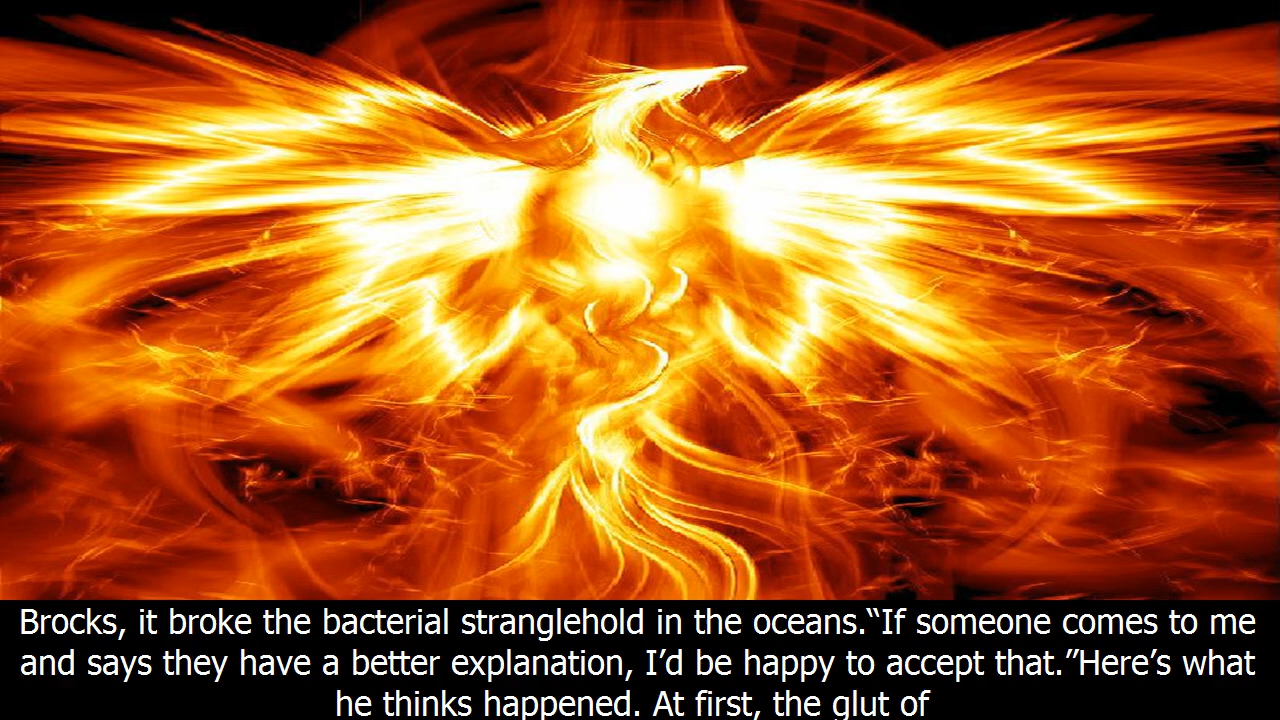 Brocks, it broke the bacterial stranglehold in the oceans.“If someone comes to me
and says they have a better explanation, I’d be happy to accept that.”Here’s what
he thinks happened. At first, the glut of